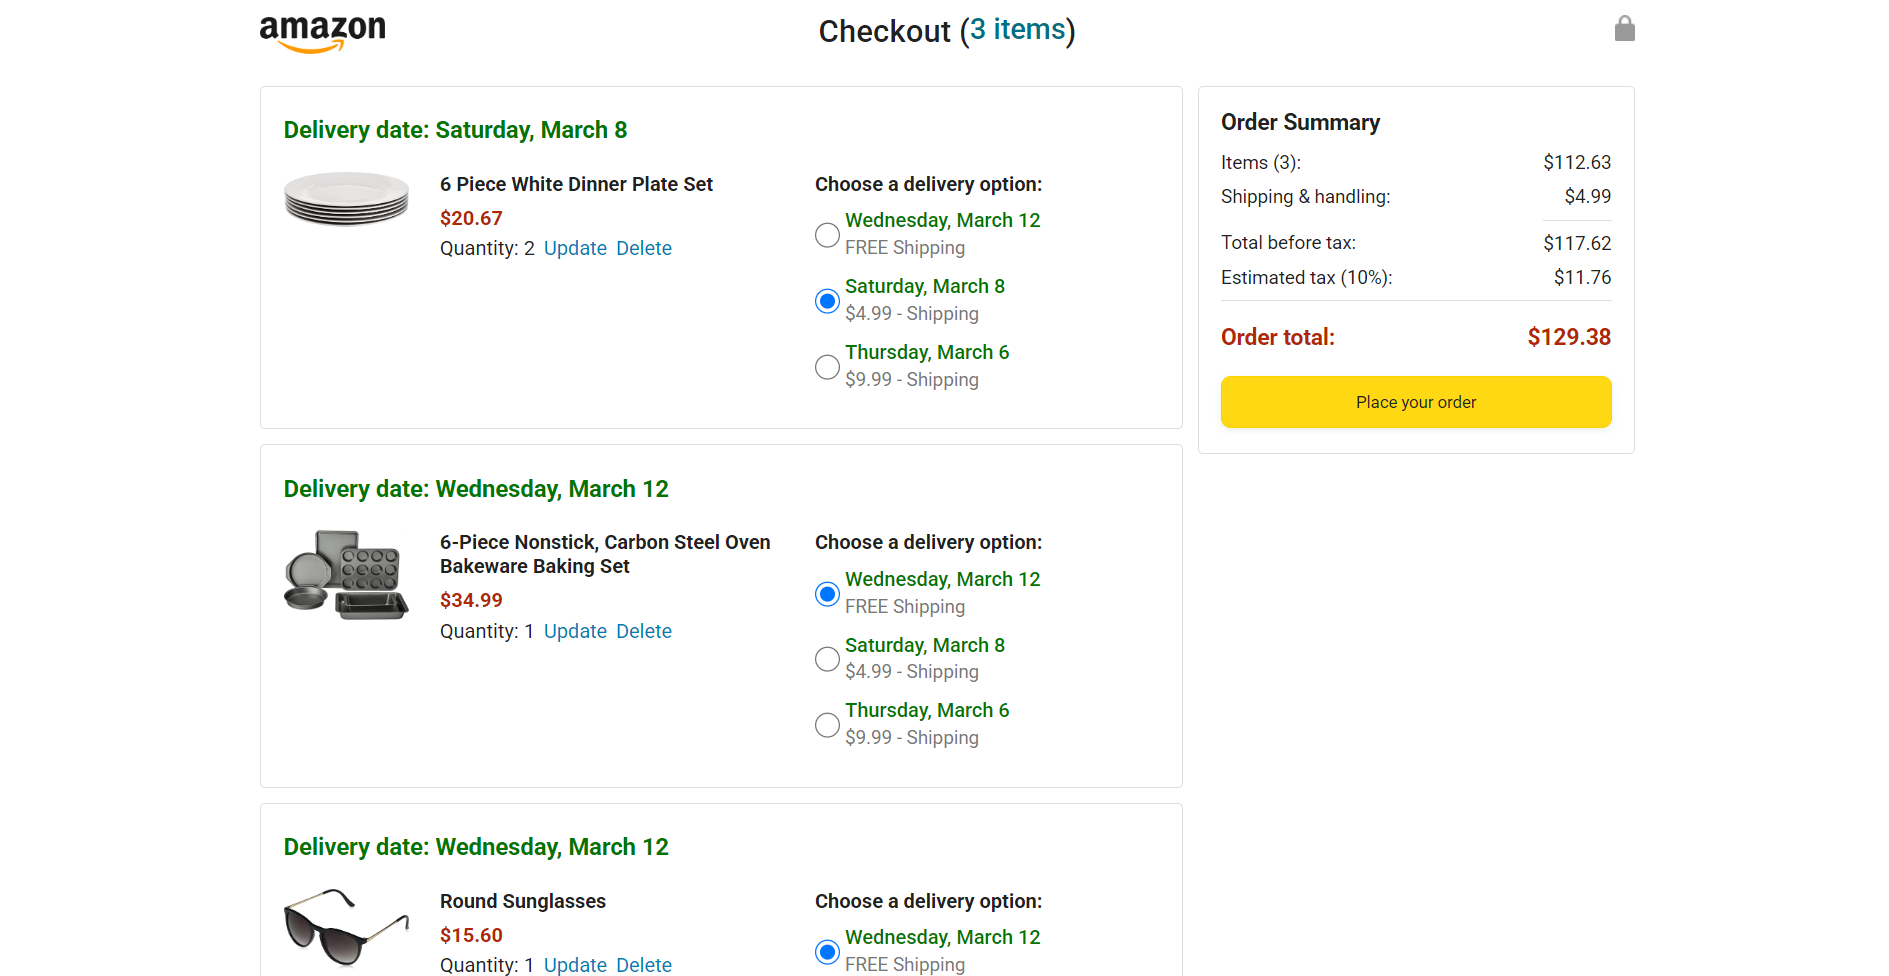 amazon
Checkout (3 items)
Delivery date: Saturday, March 8
6 Piece White Dinner Plate Set
$20.67
Quantity: 2 Update Delete
Choose a delivery option:
Wednesday, March 12
FREE Shipping
Saturday, March 8
$4.99 - Shipping
Thursday, March 6
$9.99 - Shipping
Delivery date: Wednesday, March 12
6-Piece Nonstick, Carbon Steel Oven
Bakeware Baking Set
$34.99
Quantity: 1 Update Delete
Choose a delivery option:
Wednesday, March 12
FREE Shipping
Saturday, March 8
$4.99 - Shipping
Thursday, March 6
$9.99 - Shipping
Delivery date: Wednesday, March 12
Round Sunglasses
$15.60
Quantity: 1 Update Delete
Choose a delivery option:
Wednesday, March 12
FREE Shipping
Order Summary
Items (3): $112.63
Shipping & handling: $4.99
Total before tax: $117.62
Estimated tax (10%): $11.76
Order total: $129.38
Place your order